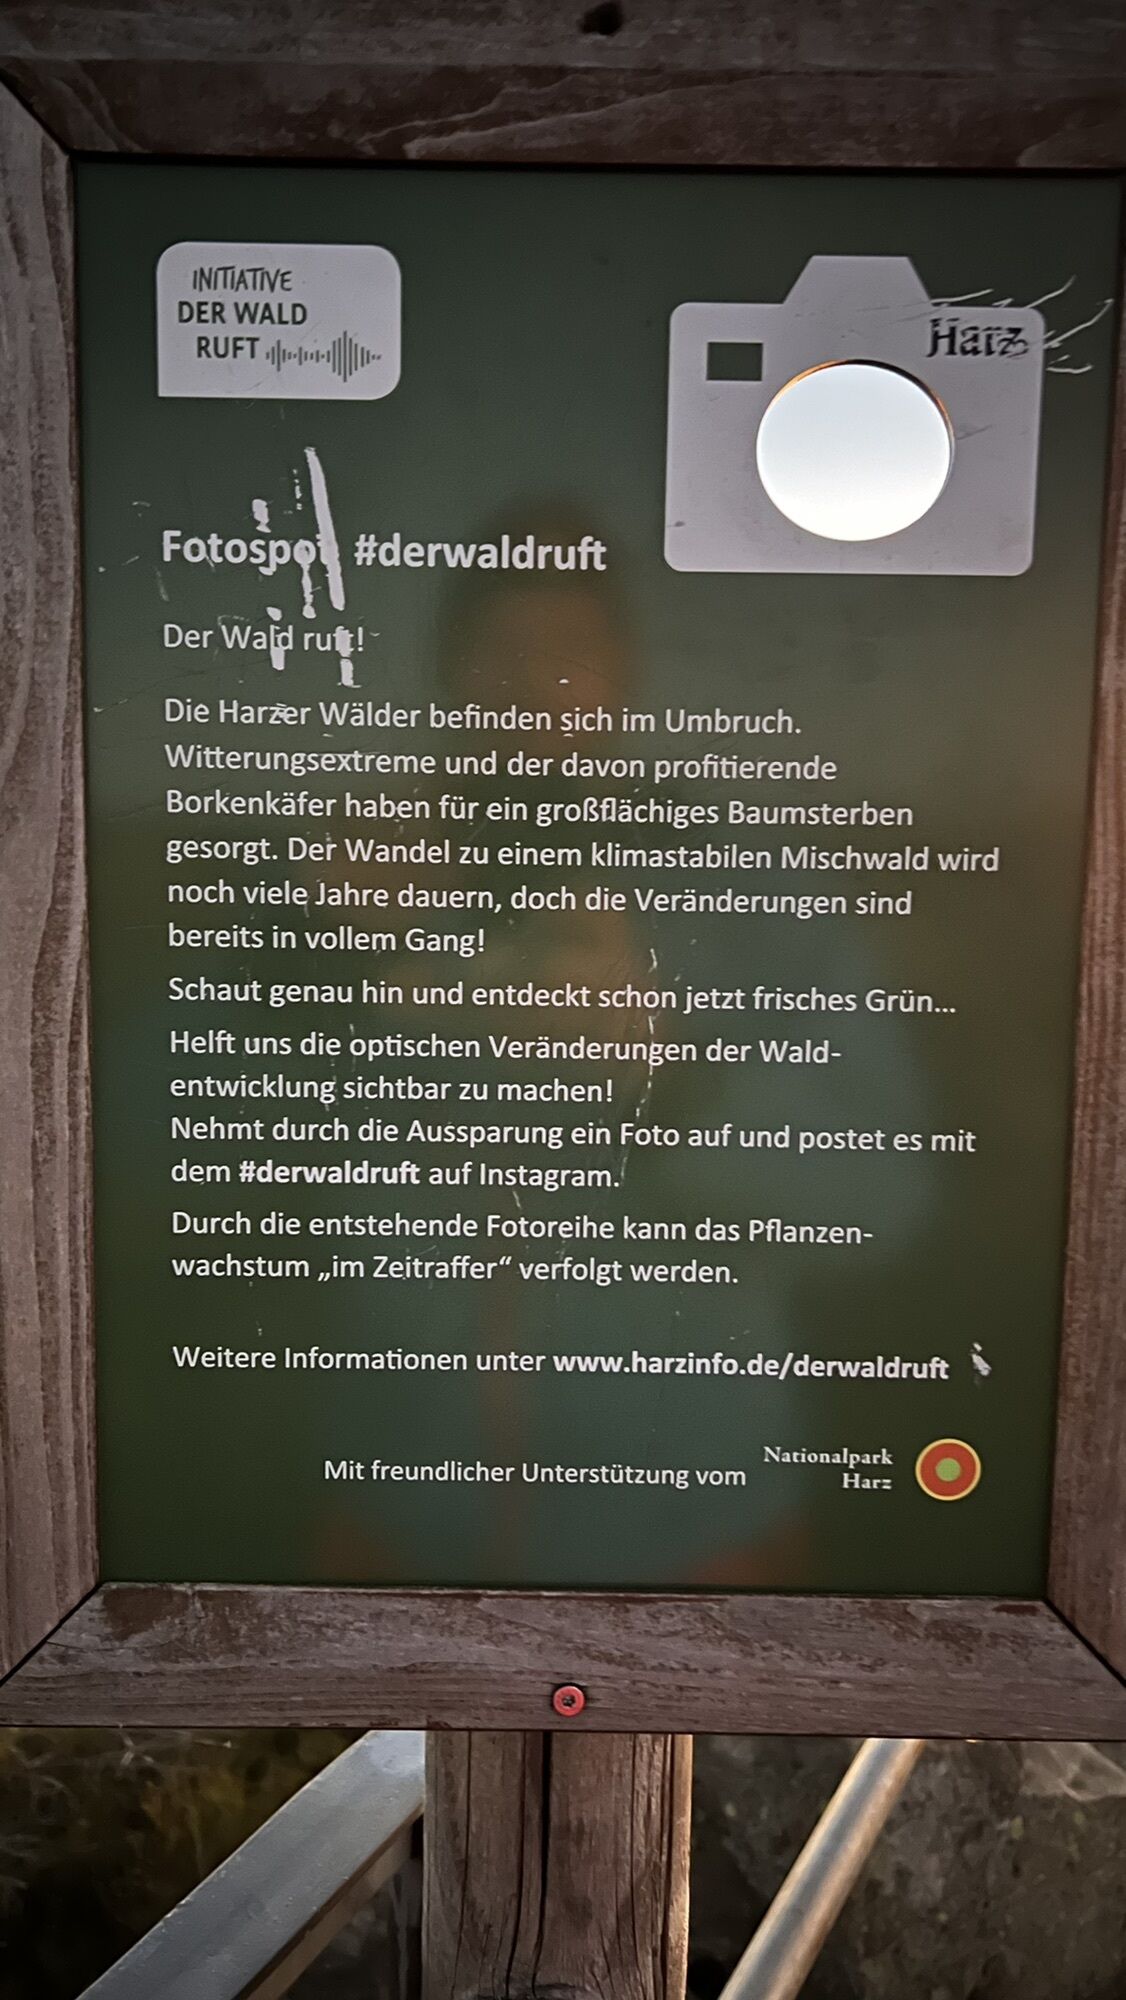 INITIATIVE
DER WALD
RUFT
Harz
Fotospot #derwaldruft
Der Wald ruft!
Die Harzer Wälder befinden sich im Umbruch.
Witterungsextreme und der davon profitierende
Borkenkäfer haben für ein großflächiges Baumsterben
gesorgt. Der Wandel zu einem klimastabilen Mischwald wird
noch viele Jahre dauern, doch die Veränderungen sind
bereits in vollem Gang!
Schaut genau hin und entdeckt schon jetzt frisches Grün...
Helft uns die optischen Veränderungen der Wald-
entwicklung sichtbar zu machen!
Nehmt durch die Aussparung ein Foto auf und postet es mit
dem #derwaldruft auf Instagram.
Durch die entstehende Fotoreihe kann das Pflanzen-
wachstum „im Zeitraffer“ verfolgt werden.
Weitere Informationen unter www.harzinfo.de/derwaldruft
Mit freundlicher Unterstützung vom
Nationalpark
Harz